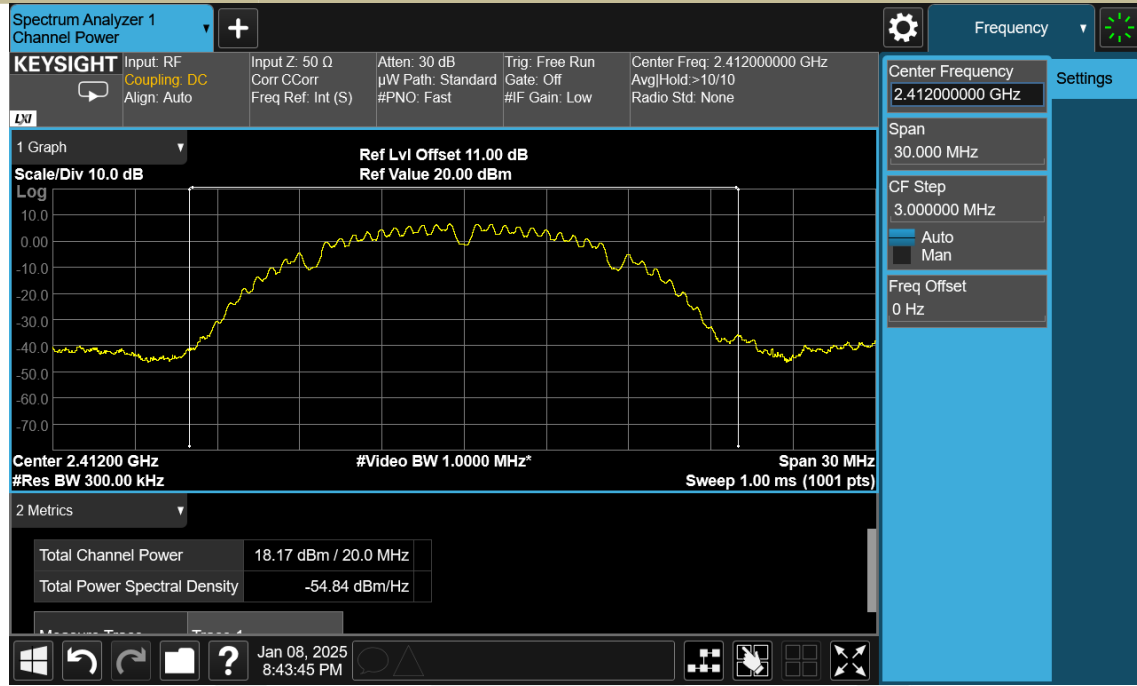 Spectrum Analyzer 1
Channel Power
Frequency
KEYSIGHT
LXI
Input: RF
Coupling: DC
Align: Auto
Input Z: 50 Ω
Corr CCorr
Freq Ref: Int (S)
Atten: 30 dB
µW Path: Standard
#PNO: Fast
Trig: Free Run
Gate: Off
#IF Gain: Low
Center Freq: 2.412000000 GHz
Avg|Hold:>10/10
Radio Std: None
Center Frequency
2.412000000 GHz
Settings
Span
30.000 MHz
CF Step
3.000000 MHz
Auto
Man
Freq Offset
0 Hz
1 Graph
Scale/Div 10.0 dB
Ref Lvl Offset 11.00 dB
Ref Value 20.00 dBm
Log
10.0
0.00
-10.0
-20.0
-30.0
-40.0
-50.0
-60.0
-70.0
Center 2.41200 GHz
#Video BW 1.0000 MHz*
Span 30 MHz
#Res BW 300.00 kHz
Sweep 1.00 ms (1001 pts)
2 Metrics
Total Channel Power 18.17 dBm / 20.0 MHz
Total Power Spectral Density -54.84 dBm/Hz
Measure Trace Trace 1
?
Jan 08, 2025
8:43:45 PM